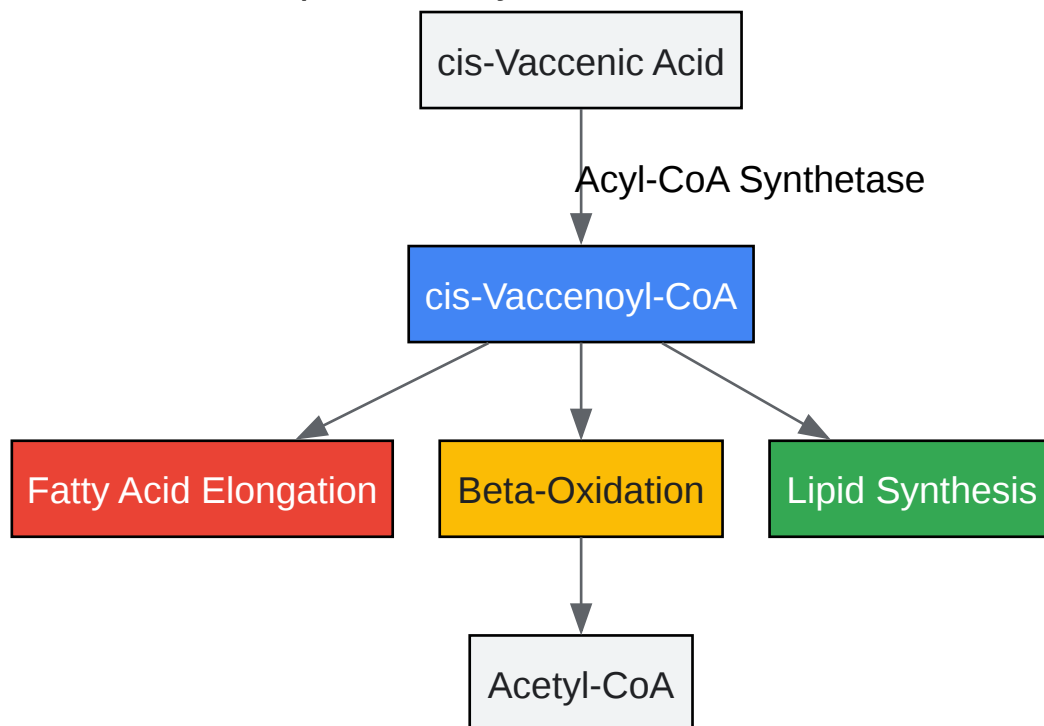 cis-Vaccenic Acid
Acyl-CoA Synthetase
cis-Vaccenoyl-CoA
Fatty Acid Elongation
Beta-Oxidation
Lipid Synthesis
Acetyl-CoA